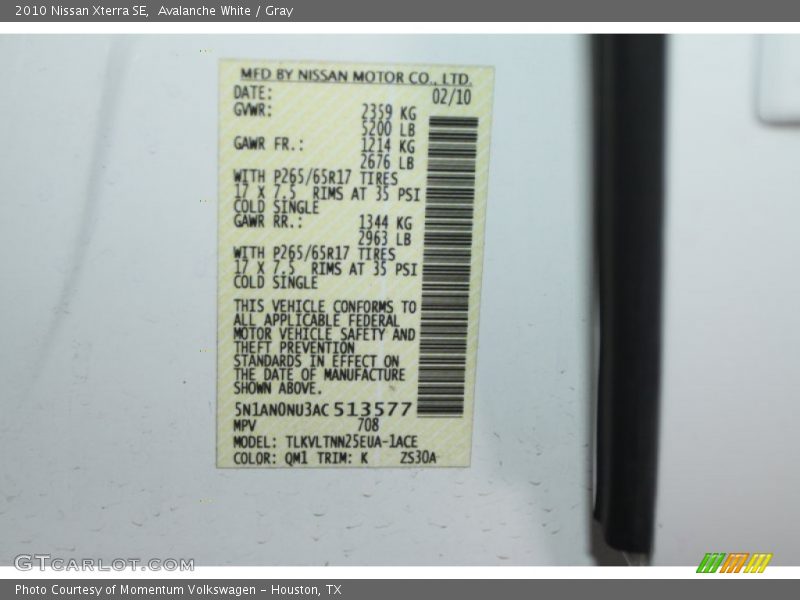 2010 Nissan Xterra SE, Avalanche White / Gray
MFD BY NISSAN MOTOR CO., LTD.
DATE: 02/10
GVWR: 2359 KG
5200 LB
GAWR FR.: 1214 KG
2676 LB
WITH P265/65R17 TIRES
17 X 7.5 RIMS AT 35 PSI
COLD SINGLE
GAWR RR.: 1344 KG
2963 LB
WITH P265/65R17 TIRES
17 X 7.5 RIMS AT 35 PSI
COLD SINGLE
THIS VEHICLE CONFORMS TO
ALL APPLICABLE FEDERAL
MOTOR VEHICLE SAFETY AND
THEFT PREVENTION
STANDARDS IN EFFECT ON
THE DATE OF MANUFACTURE
SHOWN ABOVE.
5N1AN0NU3AC 513577
MPV 708
MODEL: TLKVLTNN25EUA-1ACE
COLOR: QM1 TRIM: K ZS30A
GTCARLOT.COM
Photo Courtesy of Momentum Volkswagen - Houston, TX